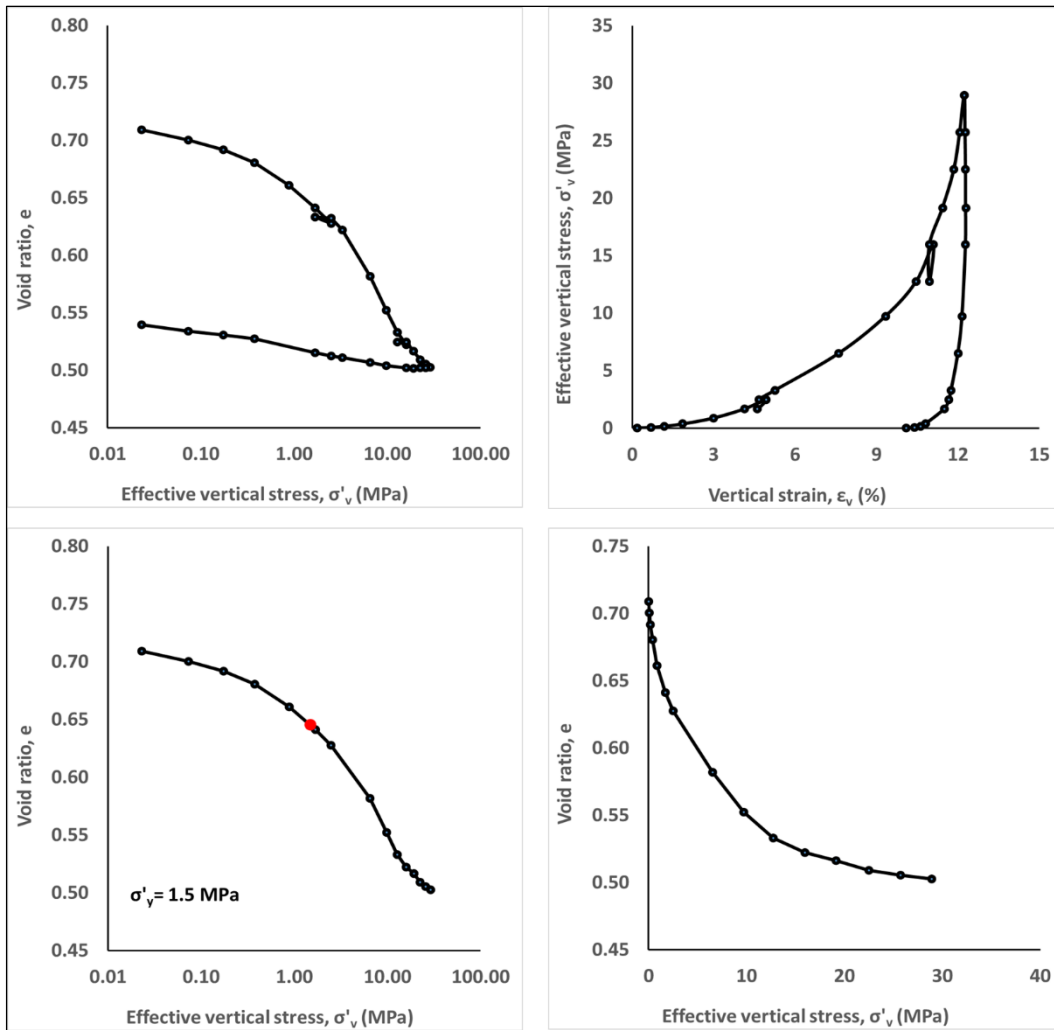 0.80
0.75
0.70
0.65
0.60
0.55
0.50
0.45
Void ratio, e
0.01 0.10 1.00 10.00 100.00
Effective vertical stress, σ'v (MPa)
35
30
25
20
15
10
5
0
Effective vertical stress, σ'v (MPa)
0 3 6 9 12 15
Vertical strain, εv (%)
0.80
0.75
0.70
0.65
0.60
0.55
0.50
0.45
Void ratio, e
σ'y= 1.5 MPa
0.01 0.10 1.00 10.00 100.00
Effective vertical stress, σ'v (MPa)
0.75
0.70
0.65
0.60
0.55
0.50
0.45
Void ratio, e
0 10 20 30 40
Effective vertical stress, σ'v (MPa)